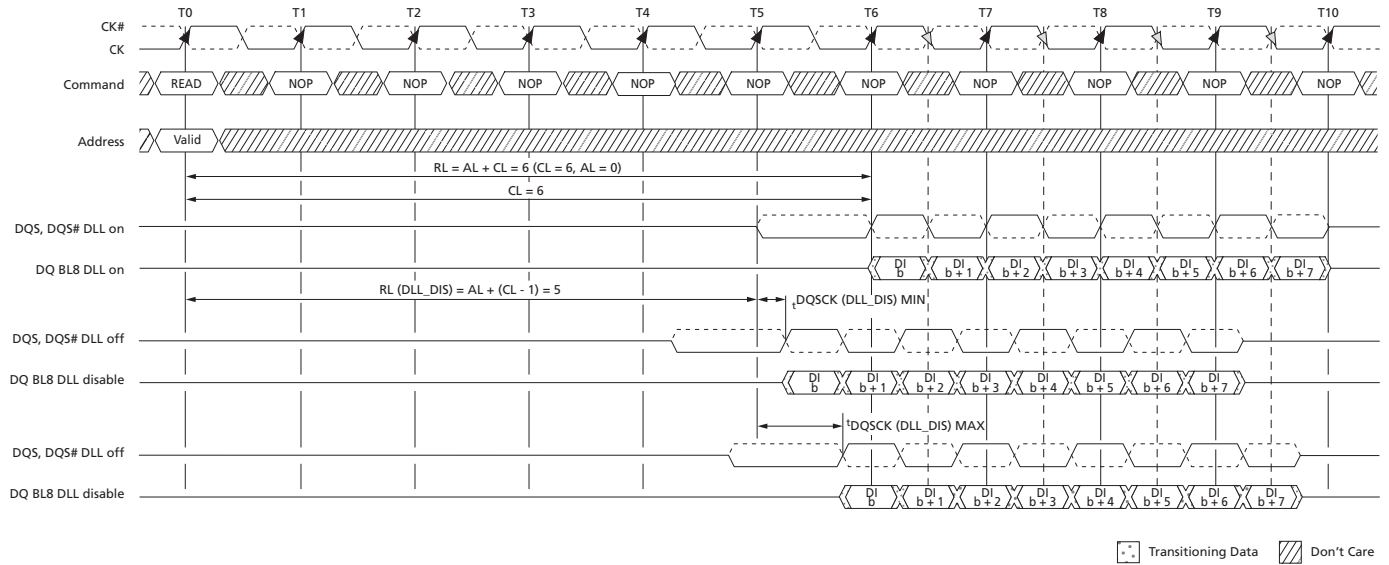 T0 T1 T2 T3 T4 T5 T6 T7 T8 T9 T10
CK#
CK
Command READ NOP NOP NOP NOP NOP NOP NOP NOP NOP NOP
Address Valid
RL = AL + CL = 6 (CL = 6, AL = 0)
CL = 6
DQS, DQS# DLL on
DQ BL8 DLL on DI b DI b + 1 DI b + 2 DI b + 3 DI b + 4 DI b + 5 DI b + 6 DI b + 7
RL (DLL_DIS) = AL + (CL - 1) = 5 tDQSCK (DLL_DIS) MIN
DQS, DQS# DLL off
DQ BL8 DLL disable DI b DI b + 1 DI b + 2 DI b + 3 DI b + 4 DI b + 5 DI b + 6 DI b + 7
tDQSCK (DLL_DIS) MAX
DQS, DQS# DLL off
DQ BL8 DLL disable DI b DI b + 1 DI b + 2 DI b + 3 DI b + 4 DI b + 5 DI b + 6 DI b + 7
Transitioning Data Don't Care